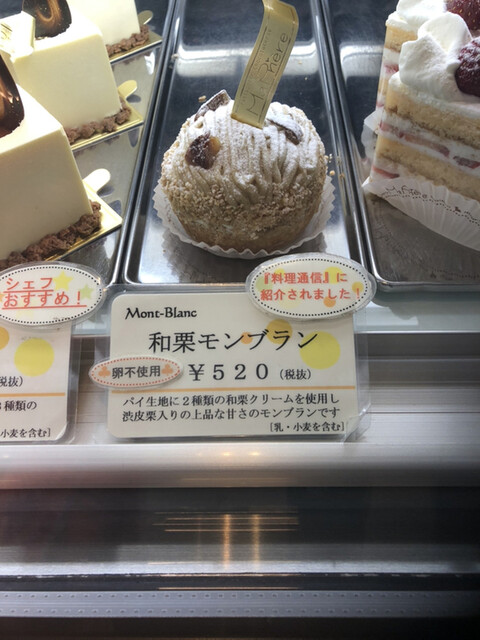 here
シェフ
おすすめ！
『料理通信』に
紹介されました！
Mont-Blanc
和栗モンブラン
卵不使用
￥５２０（税抜）
パイ生地に２種類の和栗クリームを使用し
渋皮栗入りの上品な甘さのモンブランです
[乳・小麦を含む]
税抜)
種類の
小麦を含む]